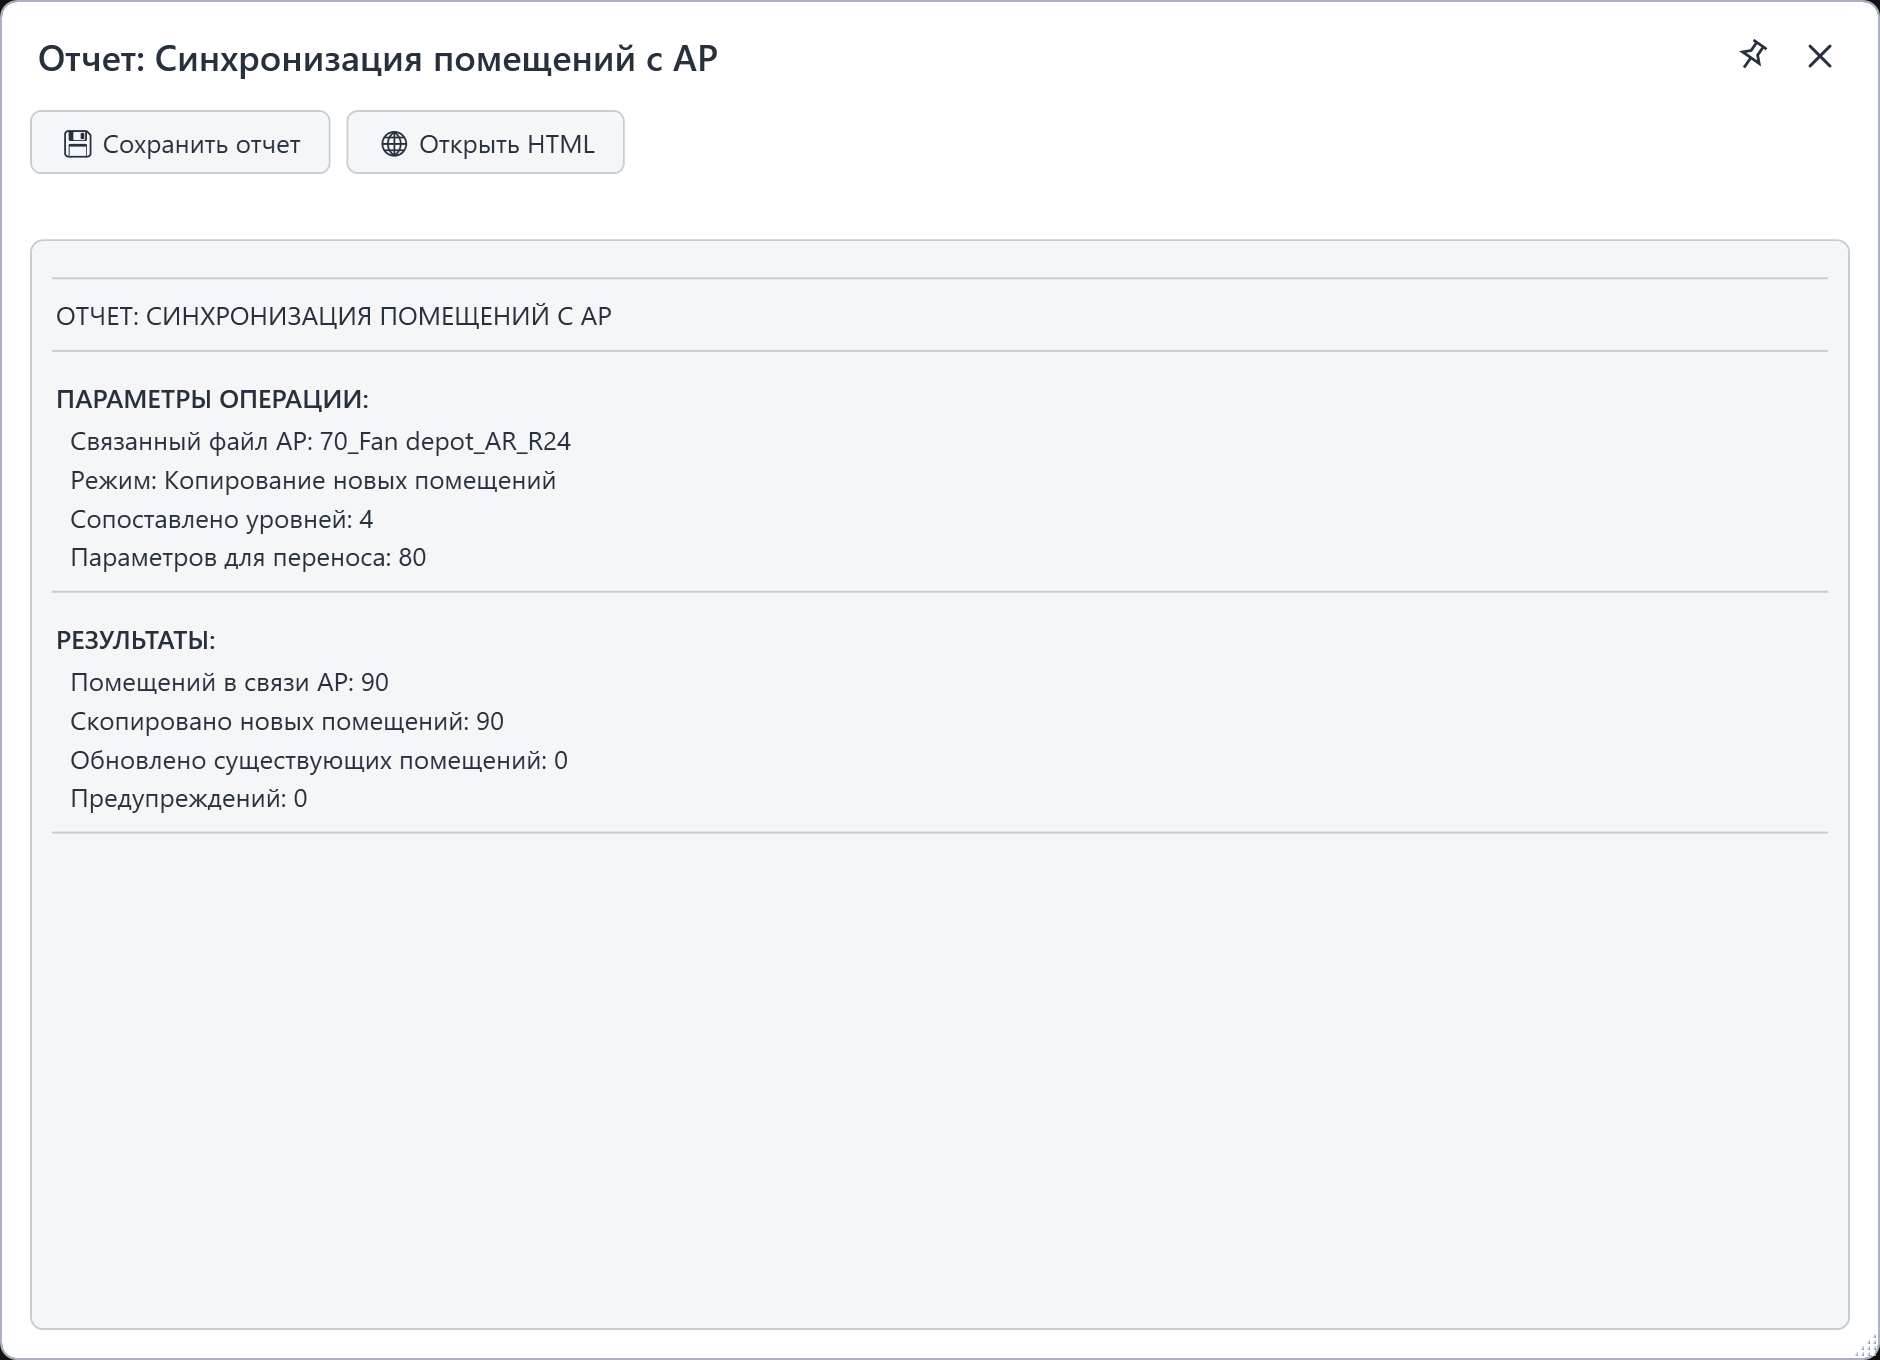 Отчет: Синхронизация помещений с АР
Сохранить отчет
Открыть HTML
ОТЧЕТ: СИНХРОНИЗАЦИЯ ПОМЕЩЕНИЙ С АР
ПАРАМЕТРЫ ОПЕРАЦИИ:
Связанный файл АР: 70_Fan depot_AR_R24
Режим: Копирование новых помещений
Сопоставлено уровней: 4
Параметров для переноса: 80
РЕЗУЛЬТАТЫ:
Помещений в связи АР: 90
Скопировано новых помещений: 90
Обновлено существующих помещений: 0
Предупреждений: 0